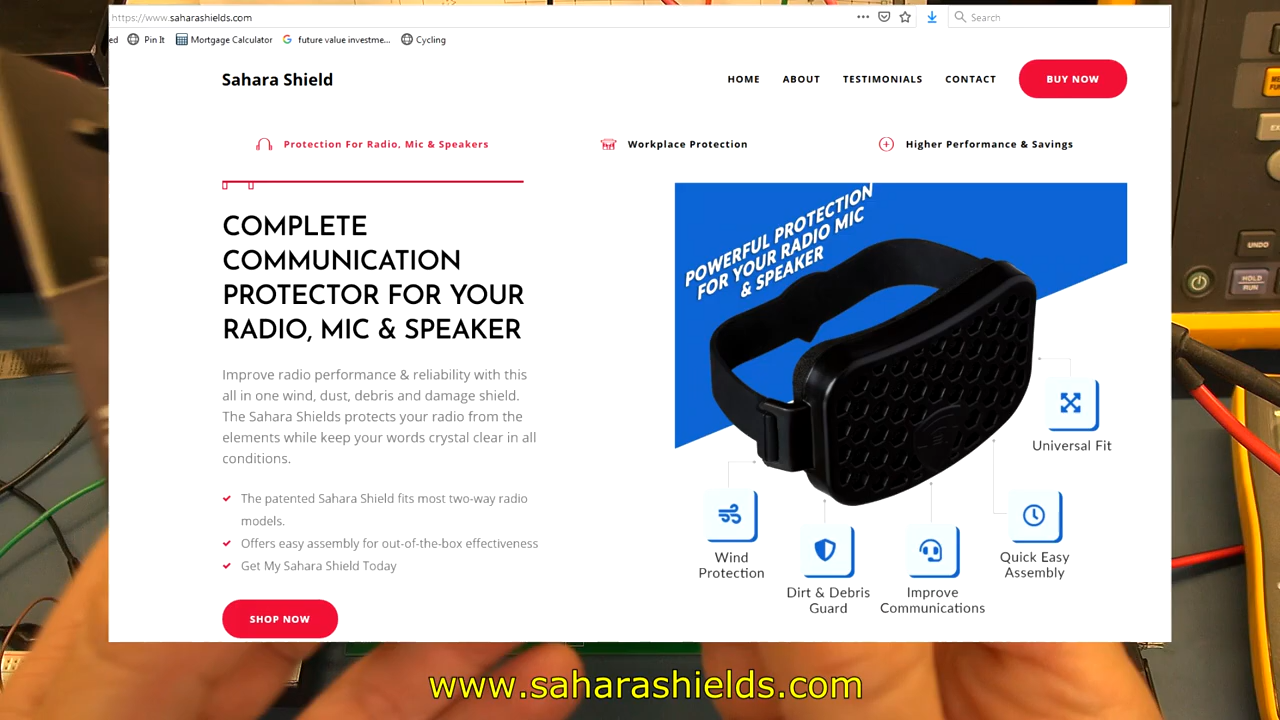 https://www.saharashields.com
Search
ed
Pin It
Mortgage Calculator
future value investme...
Cycling
Sahara Shield
HOME
ABOUT
TESTIMONIALS
CONTACT
BUY NOW
Protection For Radio, Mic & Speakers
Workplace Protection
Higher Performance & Savings
COMPLETE
COMMUNICATION
PROTECTOR FOR YOUR
RADIO, MIC & SPEAKER
Improve radio performance & reliability with this
all in one wind, dust, debris and damage shield.
The Sahara Shields protects your radio from the
elements while keep your words crystal clear in all
conditions.
The patented Sahara Shield fits most two-way radio
models.
Offers easy assembly for out-of-the-box effectiveness
Get My Sahara Shield Today
SHOP NOW
POWERFUL PROTECTION
FOR YOUR RADIO MIC
& SPEAKER
Universal Fit
Wind
Protection
Dirt & Debris
Guard
Improve
Communications
Quick Easy
Assembly
UNDO
HOLD
RUN
www.saharashields.com